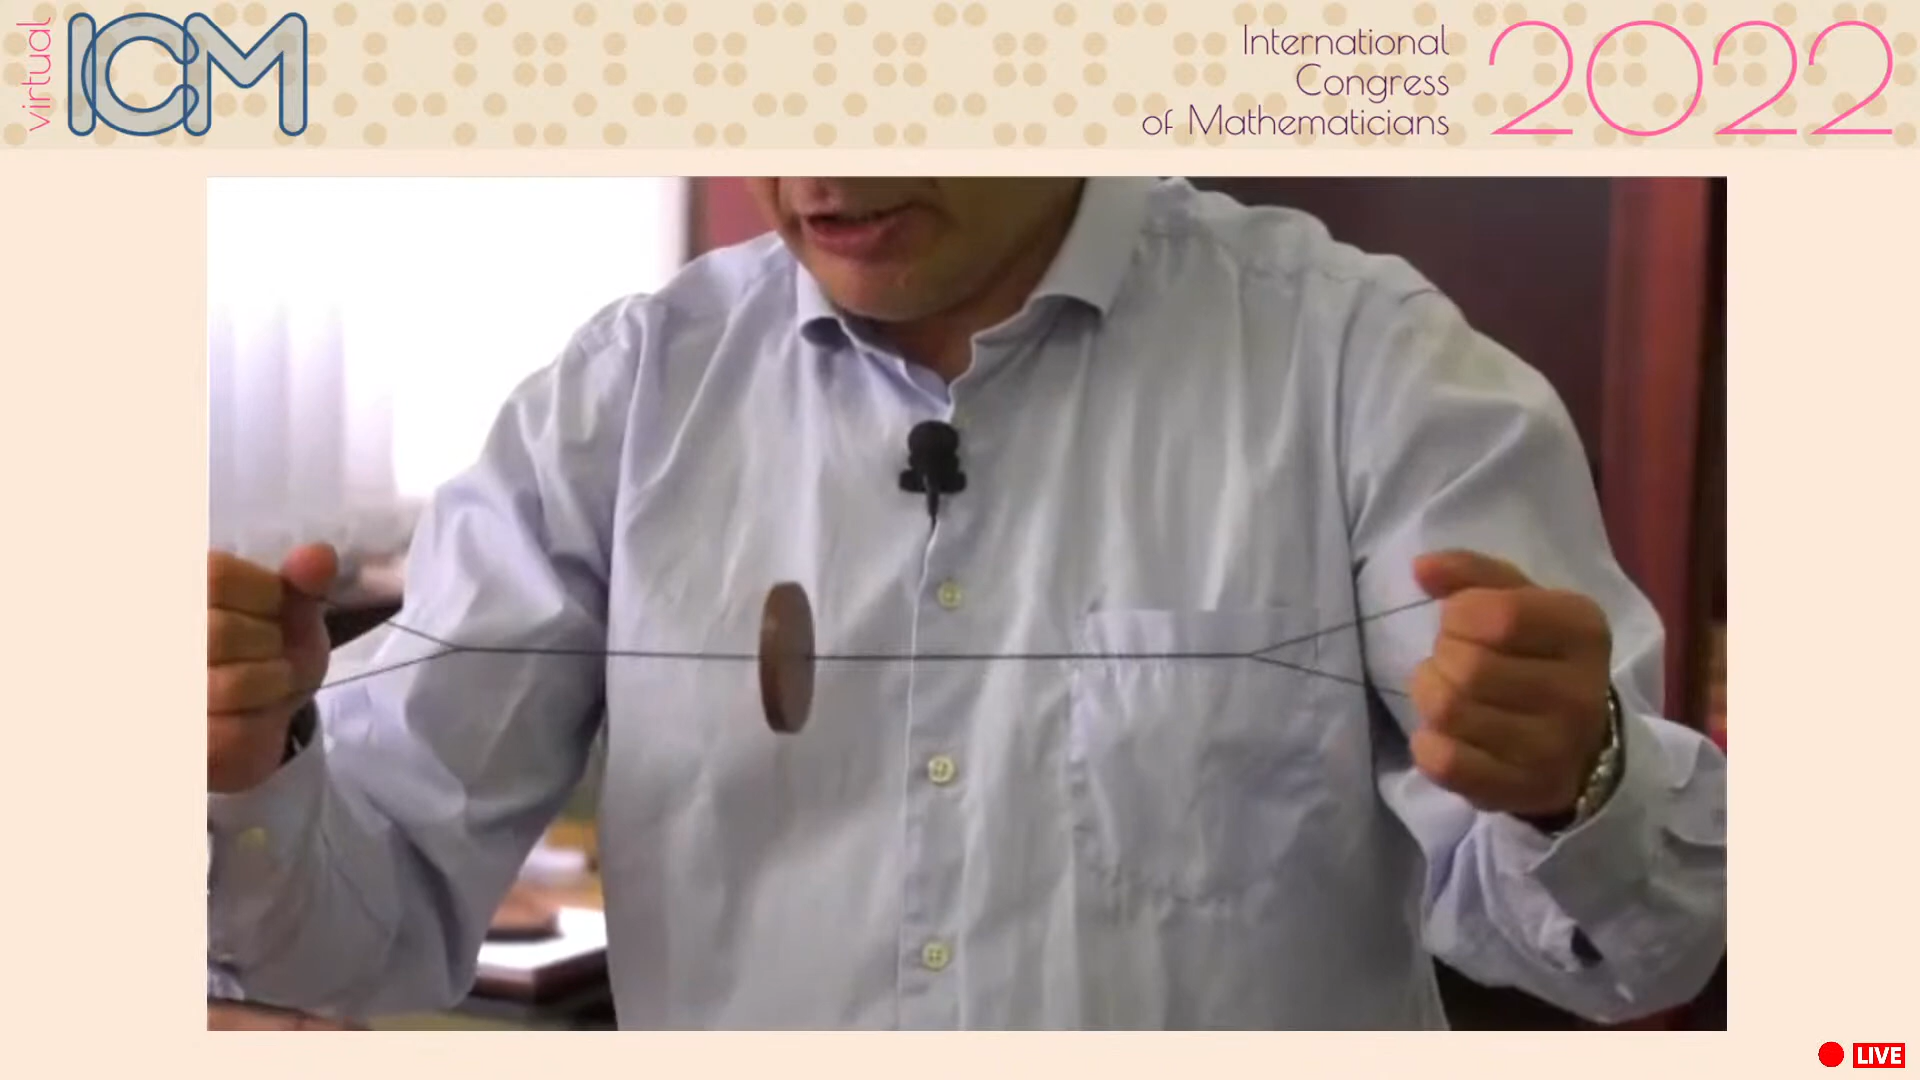 virtual
ICM
International
Congress
of Mathematicians
2022
LIVE